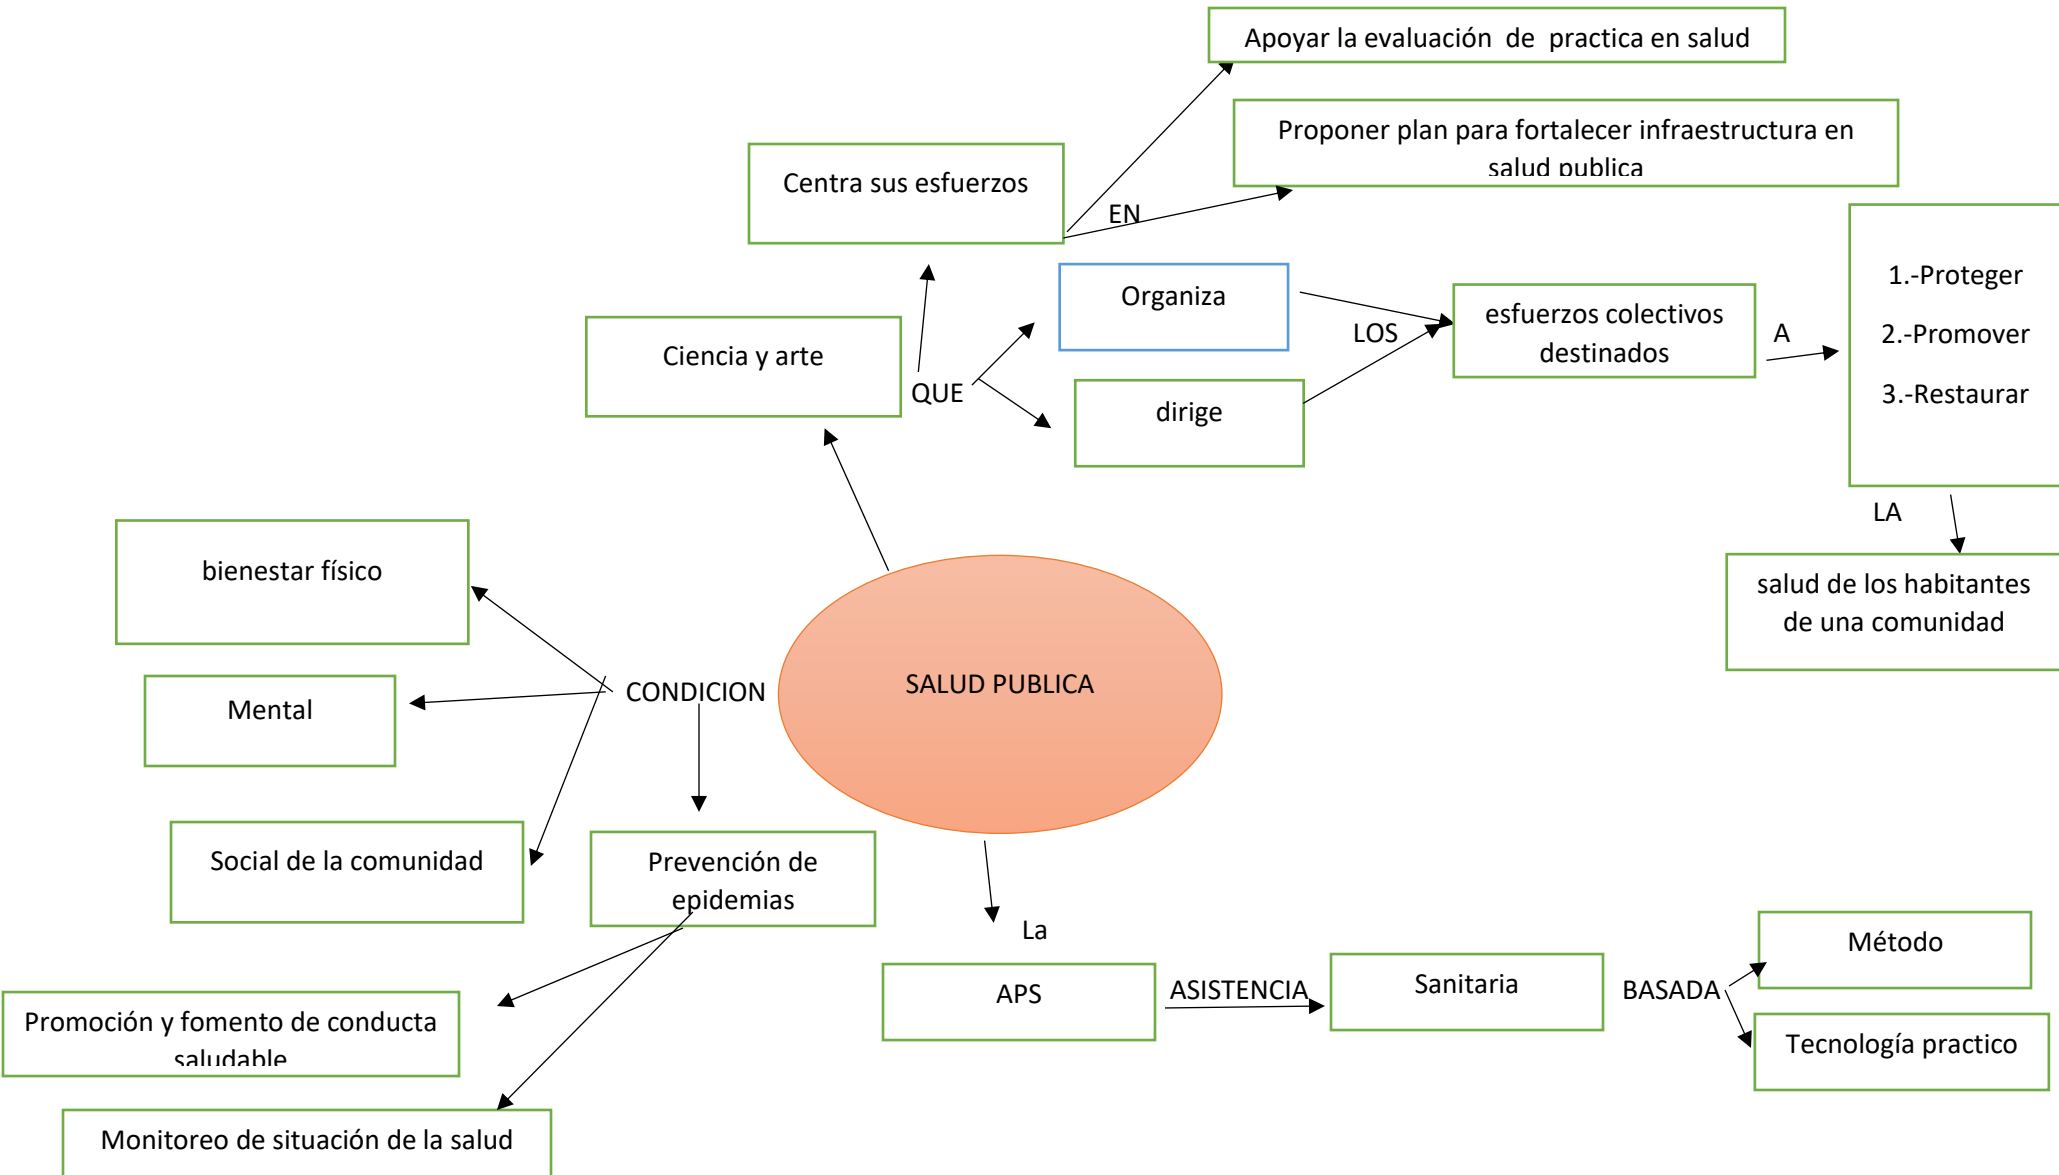 Apoyar la evaluación  de  practica en salud
Proponer plan para fortalecer infraestructura en
salud publica
Centra sus esfuerzos
EN
Organiza
1.-Proteger
2.-Promover
3.-Restaurar
esfuerzos colectivos
destinados
A
LOS
Ciencia y arte
QUE
dirige
LA
bienestar físico
salud de los habitantes
de una comunidad
SALUD PUBLICA
CONDICION
Mental
Social de la comunidad
Prevención de
epidemias
La
Método
APS
ASISTENCIA
Sanitaria
BASADA
Promoción y fomento de conducta
saludable
Tecnología practico
Monitoreo de situación de la salud